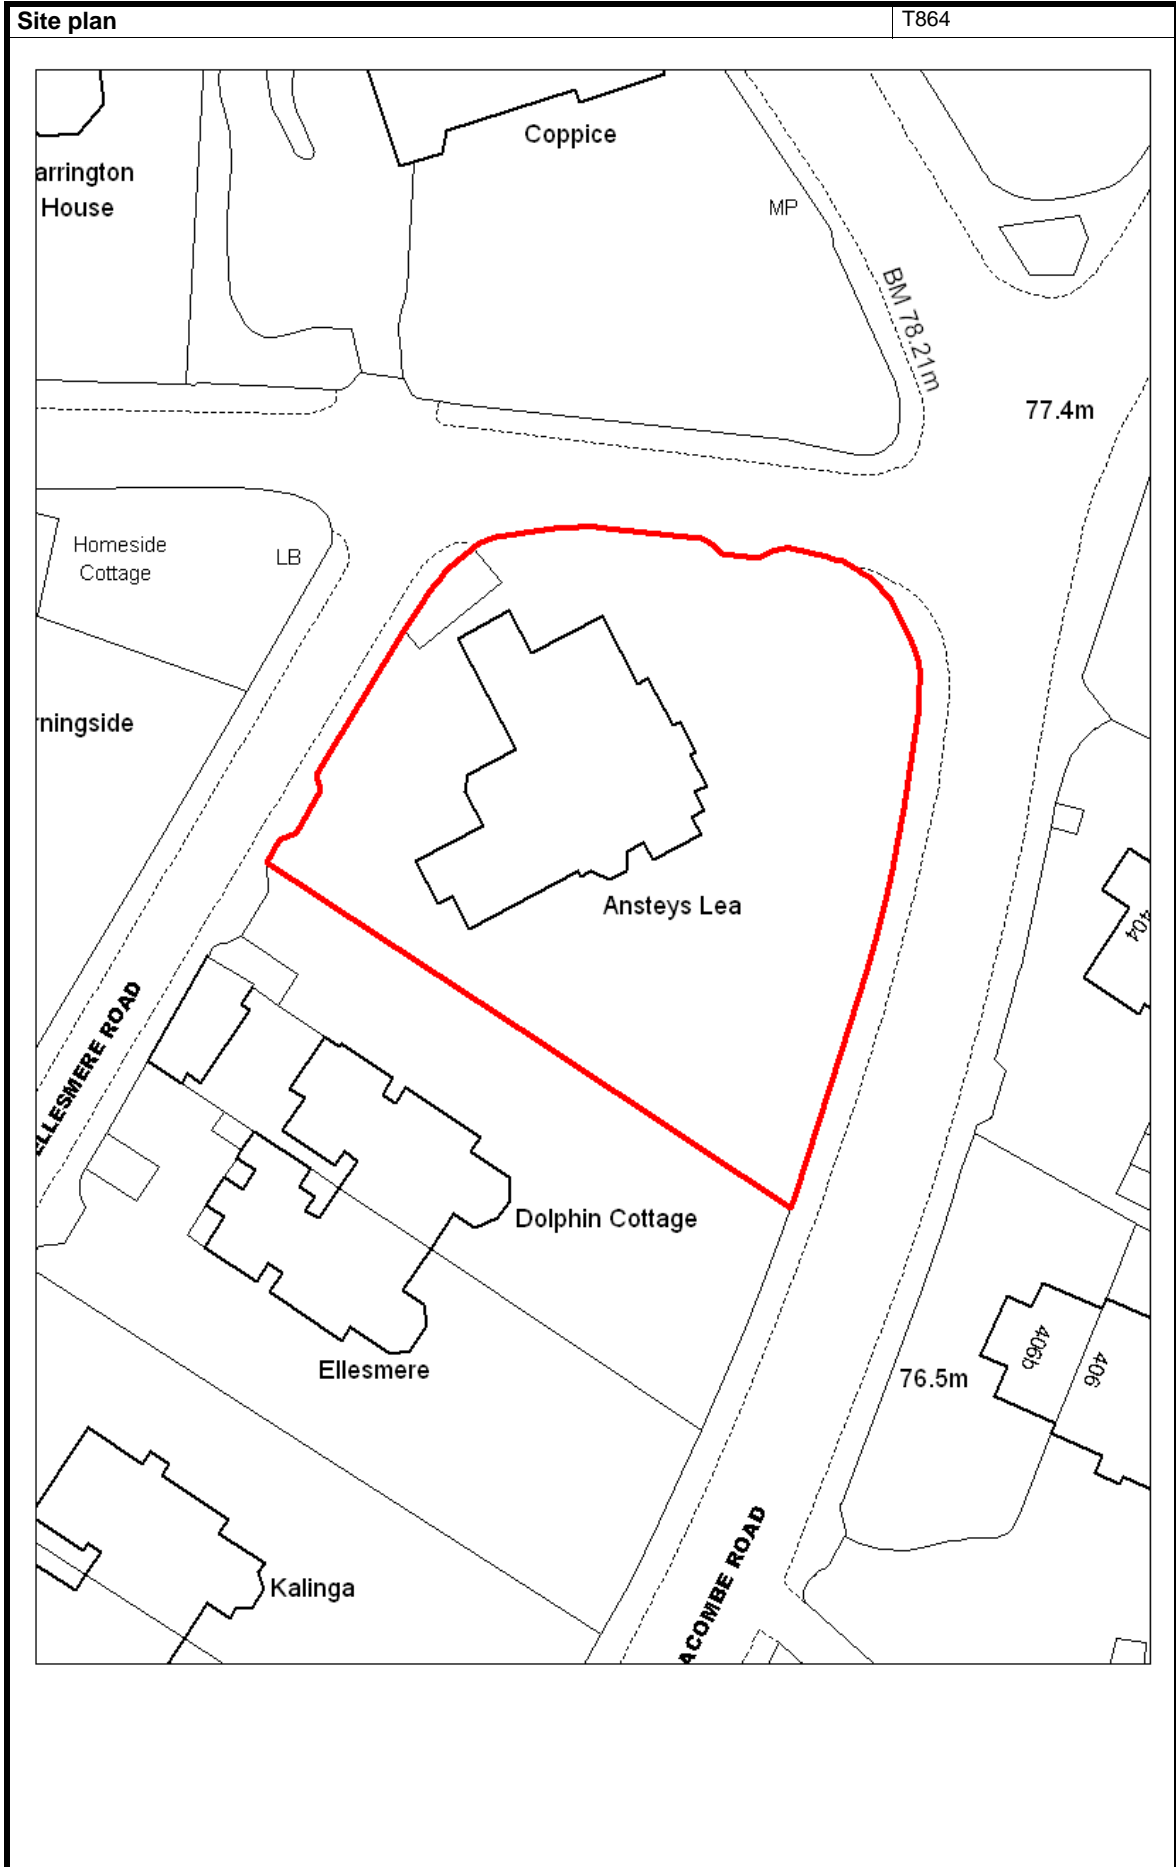 Site plan
T864
Coppice
arrington
House
MP
BM 78.21m
77.4m
Homeside
Cottage
LB
rningside
Ansteys Lea
404
ELLESMERE ROAD
Dolphin Cottage
Ellesmere
406b
406
76.5m
ACOMBE ROAD
Kalinga